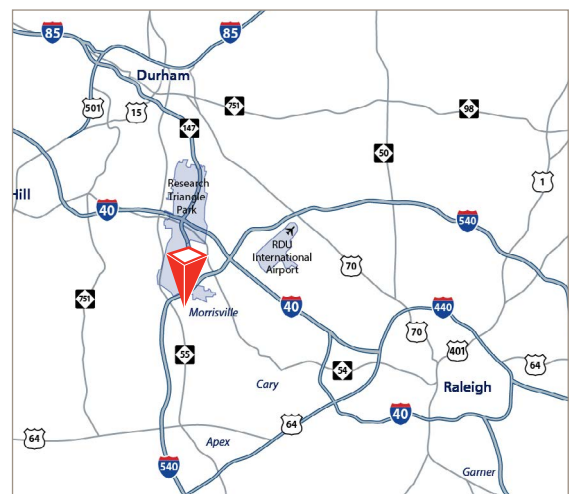 85
85
Durham
501
15
751
98
147
50
Research
Triangle
Park
1
Hill
40
540
RDU
International
Airport
70
751
Morrisville
40
440
70
55
401
54
64
Cary
Raleigh
40
64
64
Apex
540
Garner